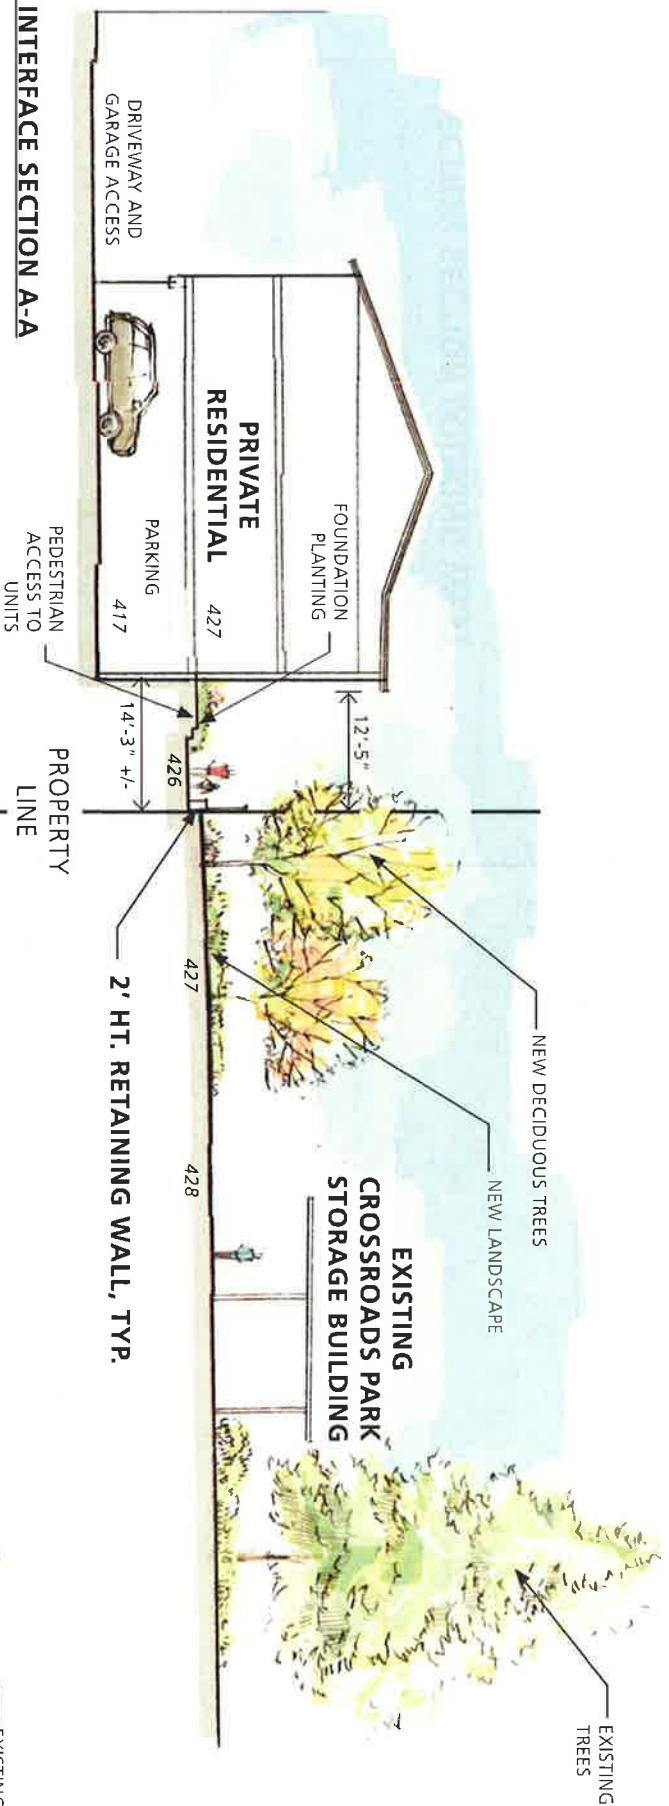 EXISTING
TREES
NEW DECIDUOUS TREES
NEW LANDSCAPE
EXISTING
CROSSROADS PARK
STORAGE BUILDING
12'-5"
FOUNDATION
PLANTING
PRIVATE
RESIDENTIAL
427
DRIVEWAY AND
GARAGE ACCESS
PARKING
417
14'-3" +/-
426
427
428
PEDESTRIAN
ACCESS TO
UNITS
PROPERTY
LINE
2' HT. RETAINING WALL, TYP.
INTERFACE SECTION A-A
EXISTING